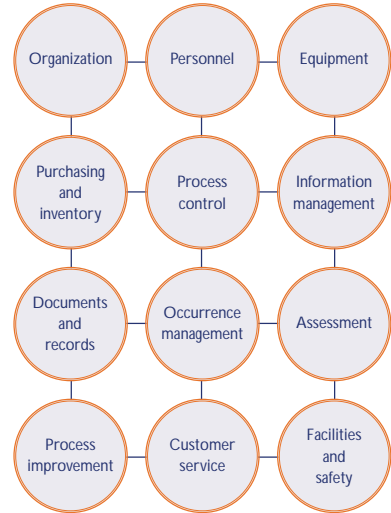 Organization
Personnel
Equipment
Purchasing
and
inventory
Process
control
Information
management
Documents
and
records
Occurrence
management
Assessment
Process
improvement
Customer
service
Facilities
and
safety